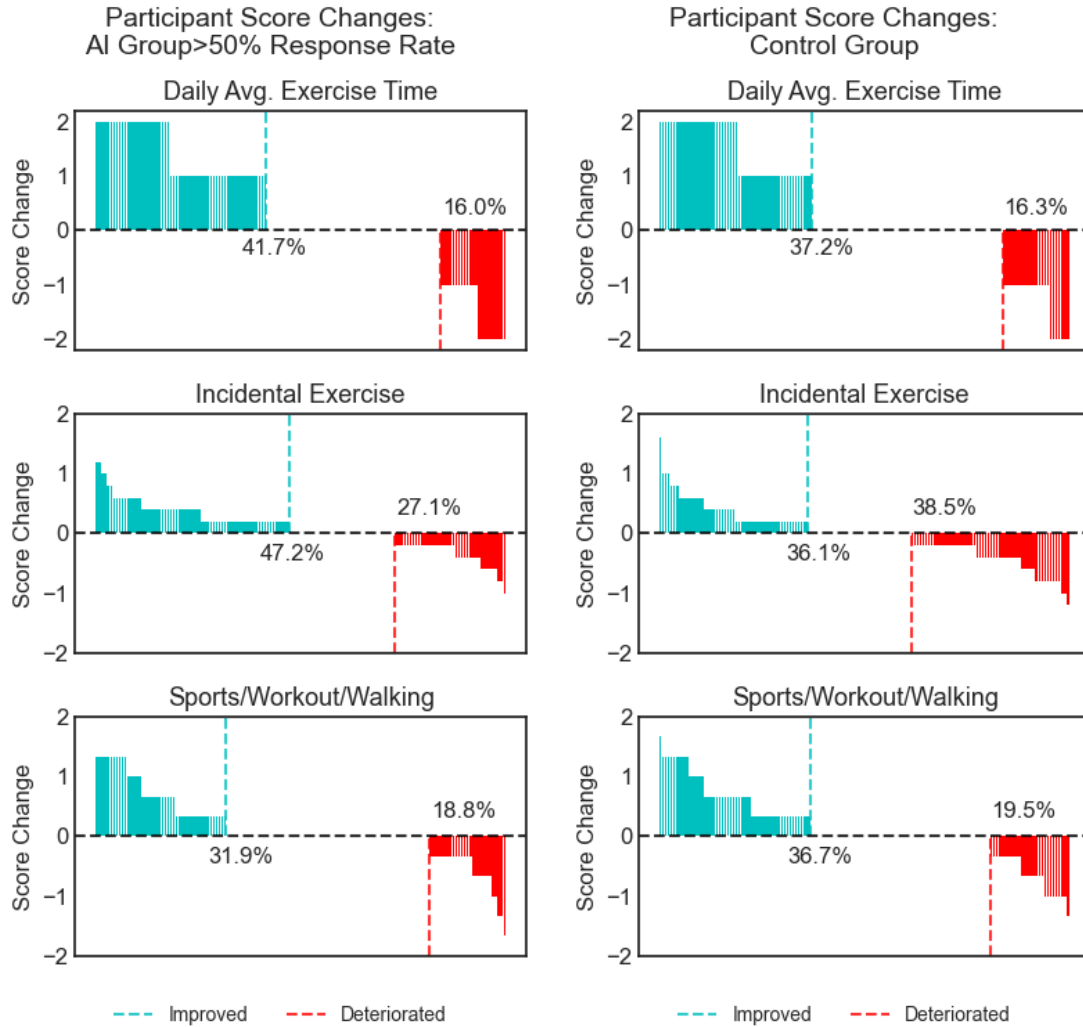 Participant Score Changes:
AI Group>50% Response Rate
Daily Avg. Exercise Time
Score Change
2
1
0
−1
−2
41.7%
16.0%
Incidental Exercise
Score Change
2
1
0
−1
−2
27.1%
47.2%
Sports/Workout/Walking
Score Change
2
1
0
−1
−2
18.8%
31.9%
Improved
Deteriorated
Participant Score Changes:
Control Group
Daily Avg. Exercise Time
Score Change
2
1
0
−1
−2
16.3%
37.2%
Incidental Exercise
Score Change
2
1
0
−1
−2
38.5%
36.1%
Sports/Workout/Walking
Score Change
2
1
0
−1
−2
19.5%
36.7%
Improved
Deteriorated